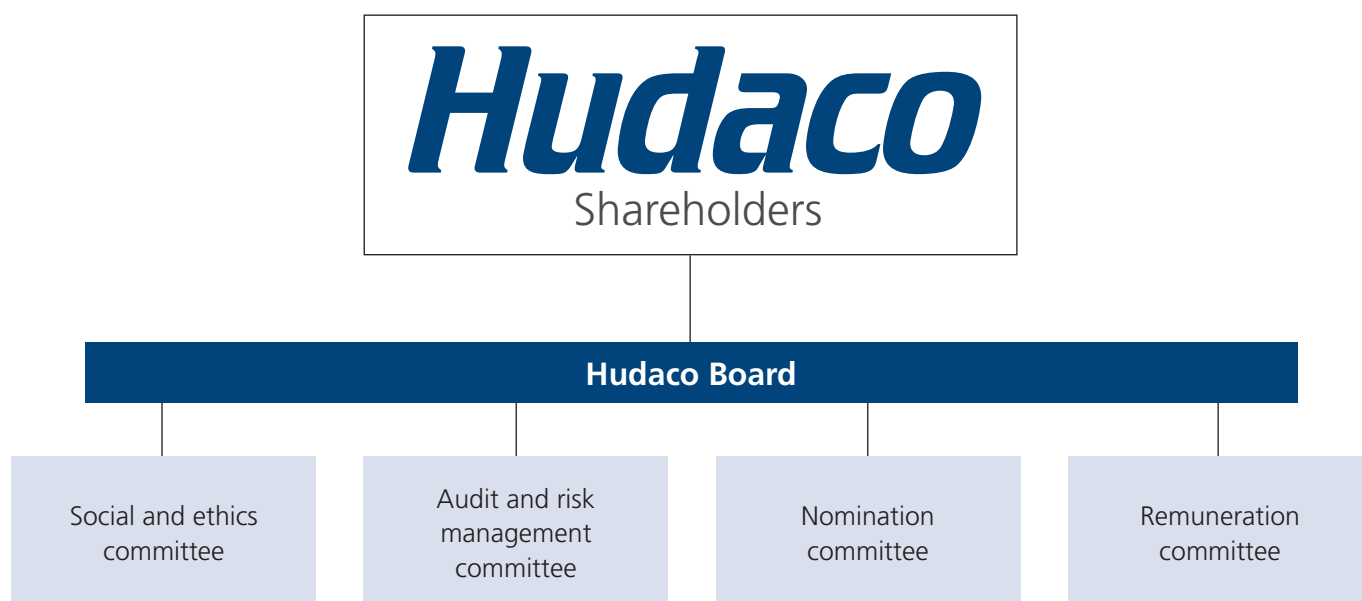 Hudaco
Shareholders
Hudaco Board
Social and ethics
committee
Audit and risk
management
committee
Nomination
committee
Remuneration
committee